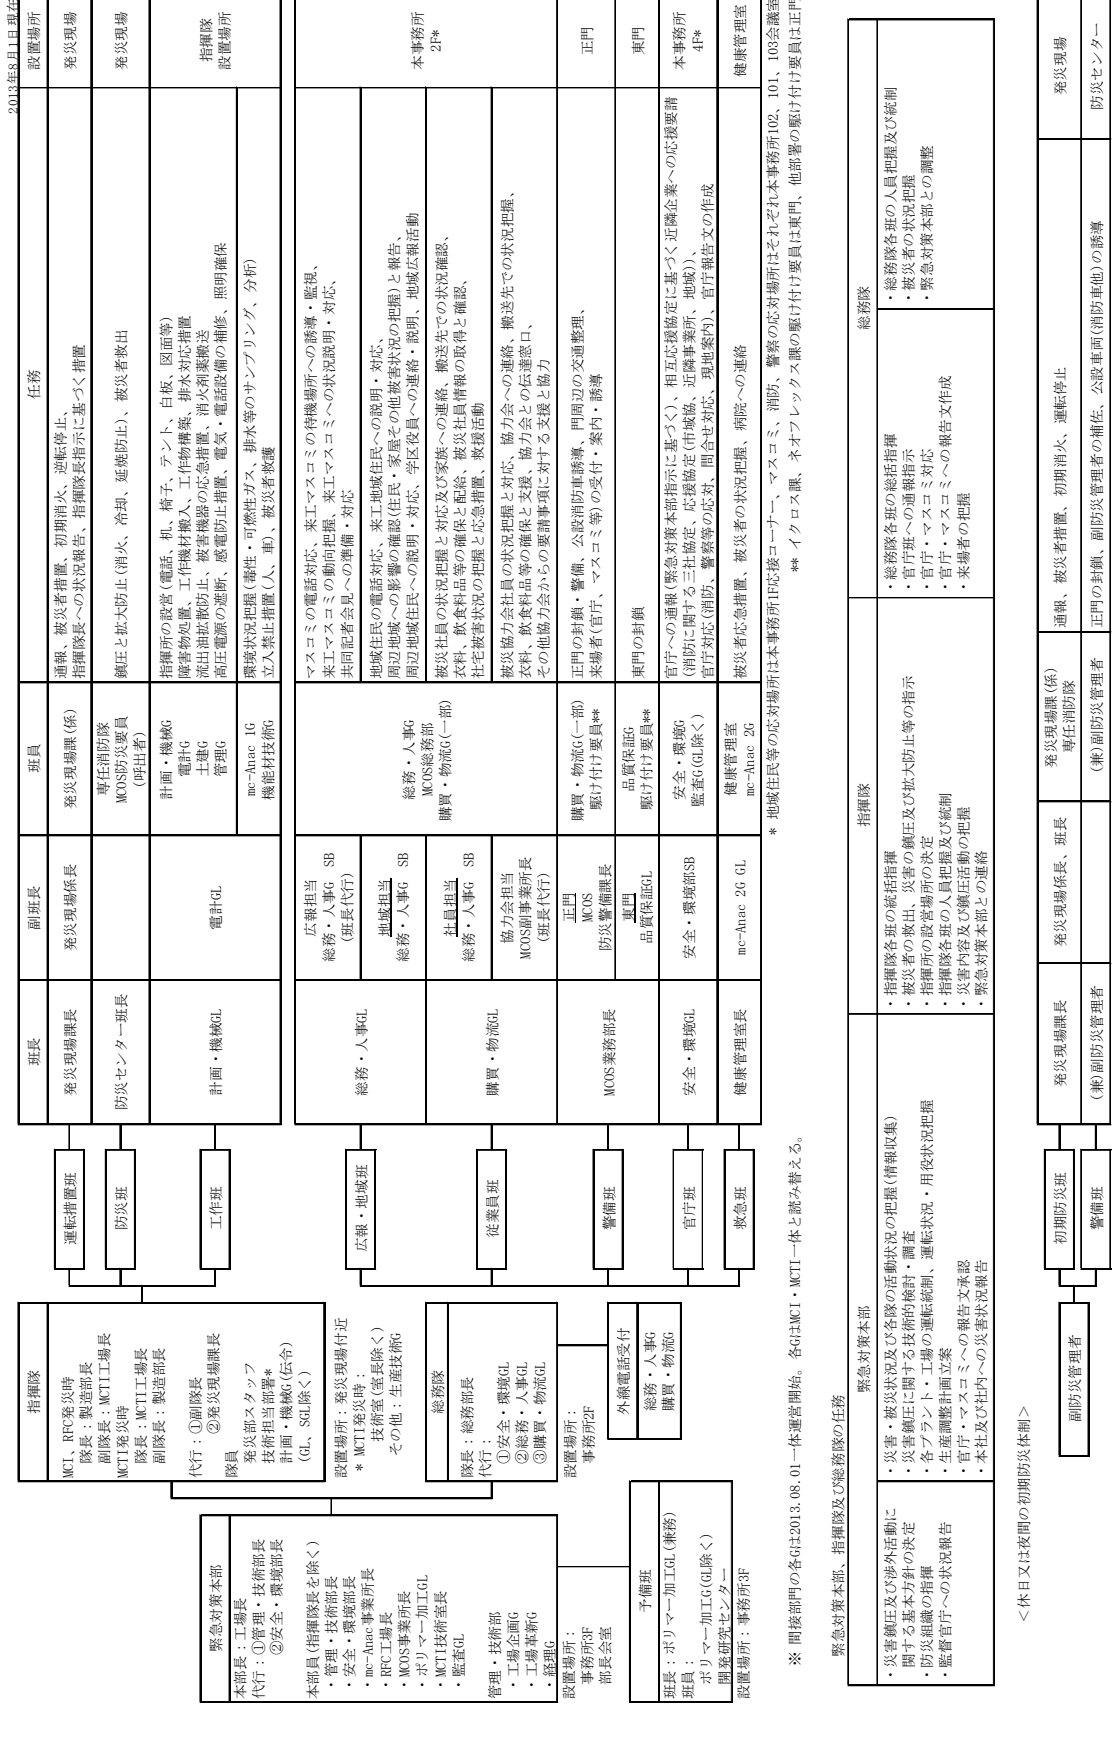 2013年8月1日現在
緊急対策本部
本部長：工場長
代行：①管理・技術部長
②安全・環境部長
本部員(指揮隊長を除く)
・管理・技術部長
・安全・環境部長
・mc-Anac事業所長
・RFC工場長
・MCOS事業所長
・ポリマー加工GL
・MCTI技術室長
・監査GL
管理・技術部
・工場企画G
・工場革新G
・経理G
設置場所：
事務所3F
部長会室
予備班
班長：ポリマー加工GL(兼務)
班員：
ポリマー加工G(GL除く)
開発研究センター
設置場所：事務所3F
指揮隊
MCI、RFC発災時
隊長：製造部長
副隊長：MCTI工場長
MCTI発災時
隊長：MCTI工場長
副隊長：製造部長
代行：①副隊長
②発災現場課長
隊員
発災部スタッフ
技術担当部署*
計画・機械G(伝令)
(GL、SGL除く)
設置場所：発災現場付近
* MCTI発災時：
技術室(室長除く)
その他：生産技術G
総務隊
隊長：総務部長
代行：
①安全・環境GL
②総務・人事GL
③購買・物流GL
設置場所：
事務所2F
外線電話受付
総務・人事G
購買・物流G
運転措置班
防災班
工作班
広報・地域班
従業員班
警備班
官庁班
救急班
班長
副班長
班員
任務
設置場所
発災現場課長
発災現場係長
発災現場課(係)
通報、被災者措置、初期消火、逆転停止、
指揮隊長への状況報告、指揮隊長指示に基づく措置
発災現場
防災センター班長
専任消防隊
MCOS防災要員
(呼出者)
鎮圧と拡大防止(消火、冷却、延焼防止)、被災者救出
発災現場
計画・機械GL
電計GL
計画・機械G
電計G
土建G
管理G
指揮所の設営(電話、机、椅子、テント、白板、図面等)
障害物処置、工作機材搬入、工作物構築、排水対応措置
流出油拡散防止、被害機器の応急措置、消火剤薬搬送
高圧電源の遮断、感電防止措置、電気・電話設備の補修、照明確保
指揮隊
設置場所
mc-Anac 1G
機能材技術G
環境状況把握(毒性・可燃性ガス、排水等のサンプリング、分析)
立入禁止措置(人、車)、被災者救護
総務・人事GL
広報担当
総務・人事G SB
(班長代行)
地域担当
総務・人事G SB
総務・人事G
MCOS総務部
購買・物流G(一部)
マスコミの電話対応、来工マスコミの待機場所への誘導・監視、
来工マスコミの動向把握、来工マスコミへの状況説明・対応、
共同記者会見への準備・対応
地域住民の電話対応、来工地域住民への説明・対応、
周辺地域への影響の確認(住民・家屋その他被害状況の把握)と報告、
周辺地域住民への説明・対応、学区役員への連絡・説明、地域広報活動
本事務所
2F*
購買・物流GL
社員担当
総務・人事G SB
協力会担当
MCOS副事業所長
(班長代行)
被災社員の状況把握と対応及び家族への連絡、搬送先での状況確認、
衣料、飲食料品等の確保と配給、被災社員情報の取得と確認、
社宅被害状況の把握と応急措置、救援活動
被災協力会社員の状況把握と対応、協力会への連絡、搬送先での状況把握、
衣料、飲食料品等の確保と支援、協力会との伝達窓口、
その他協力会からの要請事項に対する支援と協力
MCOS業務部長
正門
MCOS
防災警備課長
購買・物流G(一部)
駆け付け要員**
正門の封鎖・警備、公設消防車誘導、門周辺の交通整理、
来場者(官庁、マスコミ等)の受付・案内・誘導
正門
東門
品質保証GL
品質保証G
駆け付け要員**
東門の封鎖
東門
安全・環境GL
安全・環境部SB
安全・環境G
監査G(GL除く)
官庁への通報(緊急対策本部指示に基づく)、相互応援協定に基づく近隣企業への応援要請
(消防に関する三社協定、応援協定(市域協、近隣事業所、地域))、
官庁対応(消防、警察等の応対、問合せ対応、現地案内)、官庁報告文の作成
本事務所
4F*
健康管理室長
mc-Anac 2G GL
健康管理室
mc-Anac 2G
被災者応急措置、被災者の状況把握、病院への連絡
健康管理室
* 地域住民等の応対場所は本事務所1F応接コーナー、マスコミ、消防、警察の応対場所はそれぞれ本事務所102、101、103会議室
** イクロス課、ネオフレックス課の駆け付け要員は東門、他部署の駆け付け要員は正門
※ 間接部門の各Gは2013.08.01一体運営開始。各GはMCI・MCTI一体と読み替える。
緊急対策本部、指揮隊及び総務隊の任務
緊急対策本部
・災害鎮圧及び渉外活動に
関する基本方針の決定
・防災組織の指揮
・監督官庁への状況報告
・災害・被災状況及び各隊の活動状況の把握(情報収集)
・災害鎮圧に関する技術的検討・調査
・各プラント・工場の運転統制、運転状況・用役状況把握
・生産調整計画立案
・官庁・マスコミへの報告文承認
・本社及び社内への災害状況報告
指揮隊
・指揮隊各班の統括指揮
・被災者の救出、災害の鎮圧及び拡大防止等の指示
・指揮所の設営場所の決定
・指揮隊各班の人員把握及び統制
・災害内容及び鎮圧活動の把握
・緊急対策本部との連絡
総務隊
・総務隊各班の総括指揮
・官庁班への通報指示
・官庁・マスコミ対応
・官庁・マスコミへの報告文作成
来場者の把握
・総務隊各班の人員把握及び統制
・被災者の状況把握
・緊急対策本部との調整
＜休日又は夜間の初期防災体制＞
副防災管理者
初期防災班
発災現場課長
発災現場係長、班長
発災現場課(係)
専任消防隊
通報、被災者措置、初期消火、運転停止
発災現場
警備班
(兼)副防災管理者
(兼)副防災管理者
正門の封鎖、副防災管理者の補佐、公設車両(消防車他)の誘導
防災センター